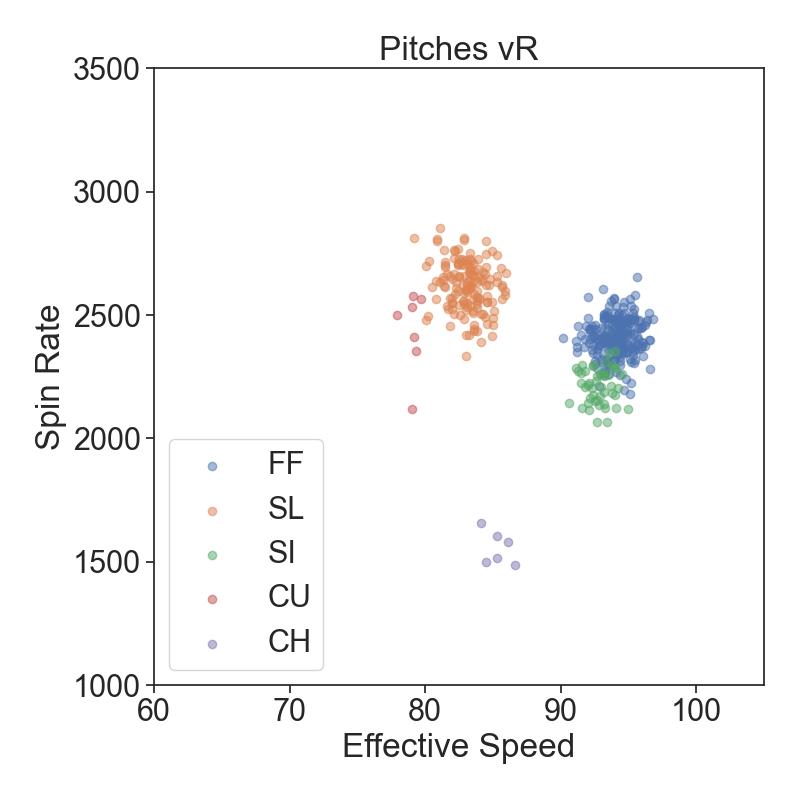 Pitches vR
3500
3000
2500
2000
1500
1000
Spin Rate
FF
SL
SI
CU
CH
60 70 80 90 100
Effective Speed